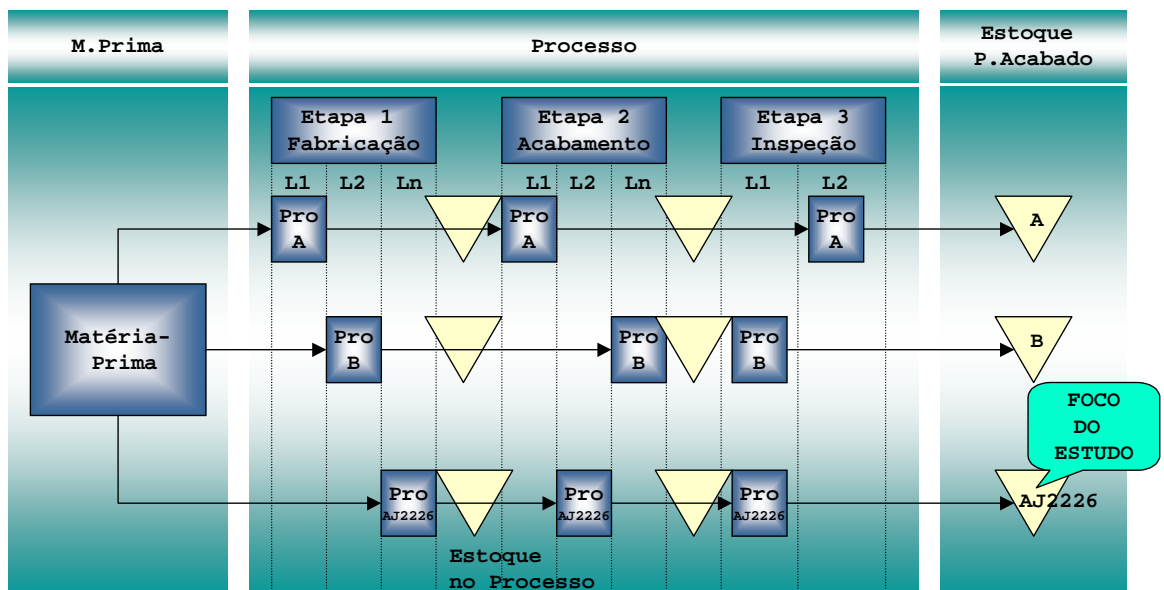 M.Prima
Processo
Estoque
P.Acabado
Etapa 1
Fabricação
Etapa 2
Acabamento
Etapa 3
Inspeção
L1 L2 Ln
L1 L2 Ln
L1 L2
Pro
A
Pro
A
Pro
A
A
Matéria-
Prima
Pro
B
Pro
B
Pro
B
B
FOCO
DO
ESTUDO
Pro
AJ2226
Pro
AJ2226
Pro
AJ2226
AJ2226
Estoque
no Processo